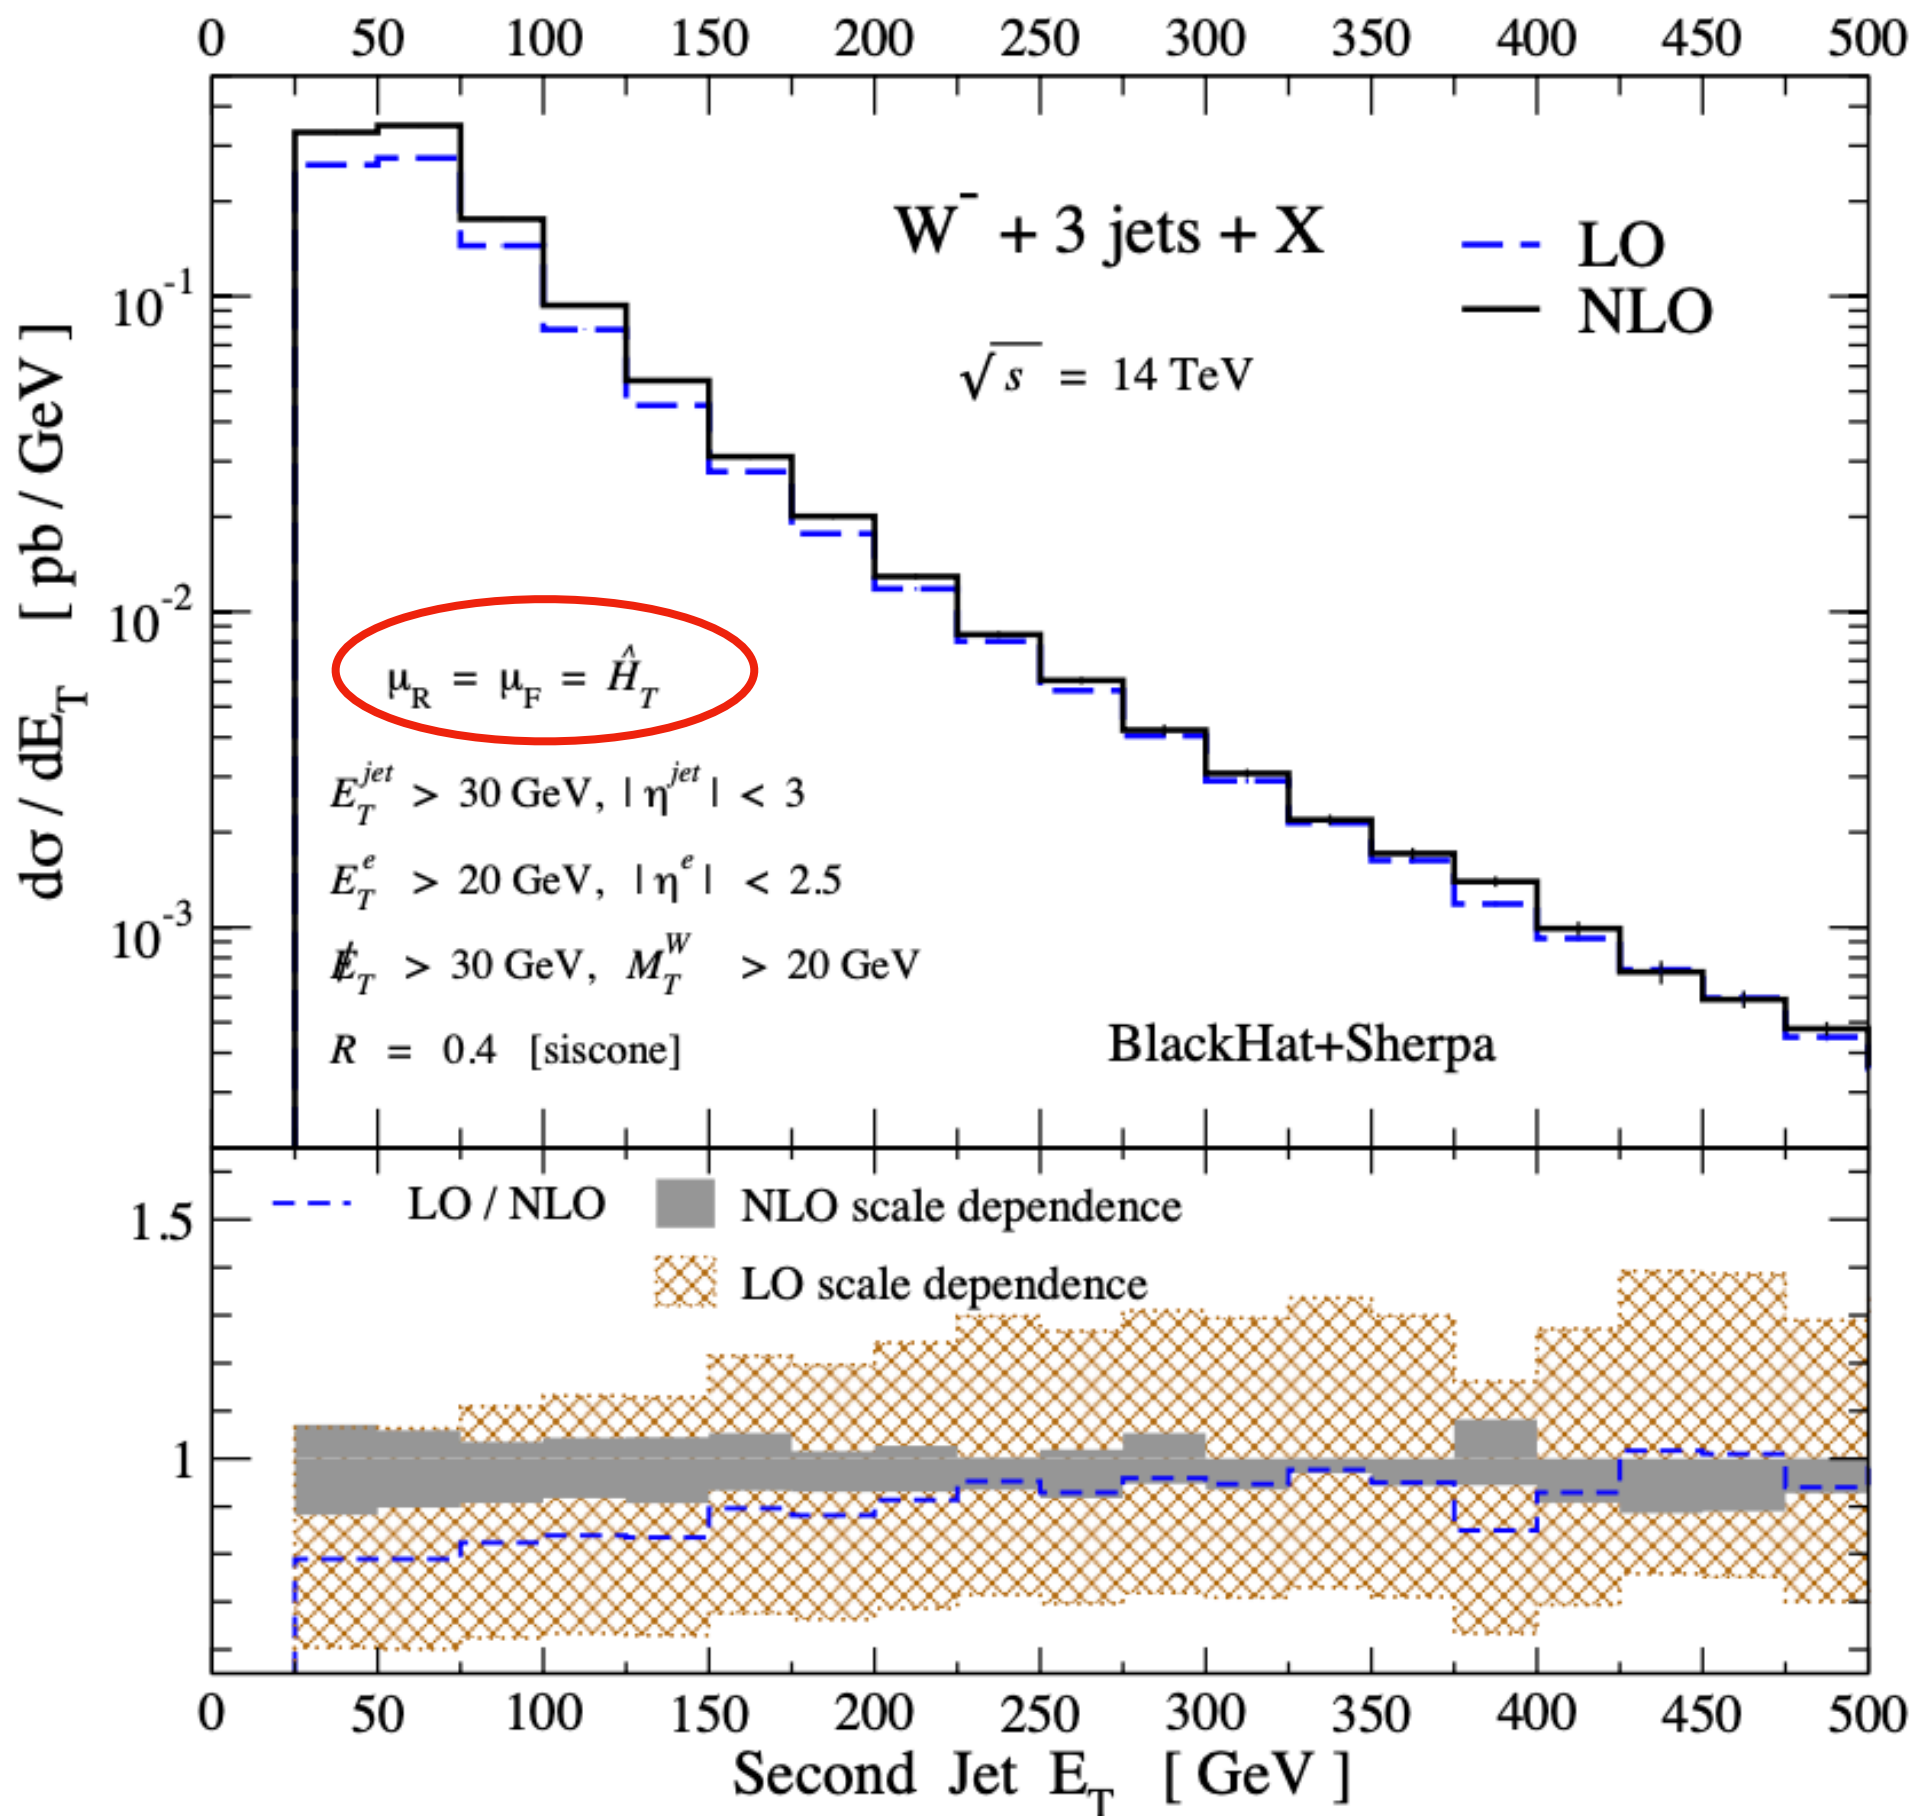 0 50 100 150 200 250 300 350 400 450 500
W⁻ + 3 jets + X
LO
NLO
√s = 14 TeV
10⁻¹
10⁻²
10⁻³
dσ / dE_T [ pb / GeV ]
μ_R = μ_F = Ĥ_T
E_T^jet > 30 GeV, | η^jet | < 3
E_T^e > 20 GeV, | η^e | < 2.5
E̸_T > 30 GeV, M_T^W > 20 GeV
R = 0.4 [siscone]
BlackHat+Sherpa
LO / NLO
NLO scale dependence
LO scale dependence
1.5
1
0 50 100 150 200 250 300 350 400 450 500
Second Jet E_T [ GeV ]